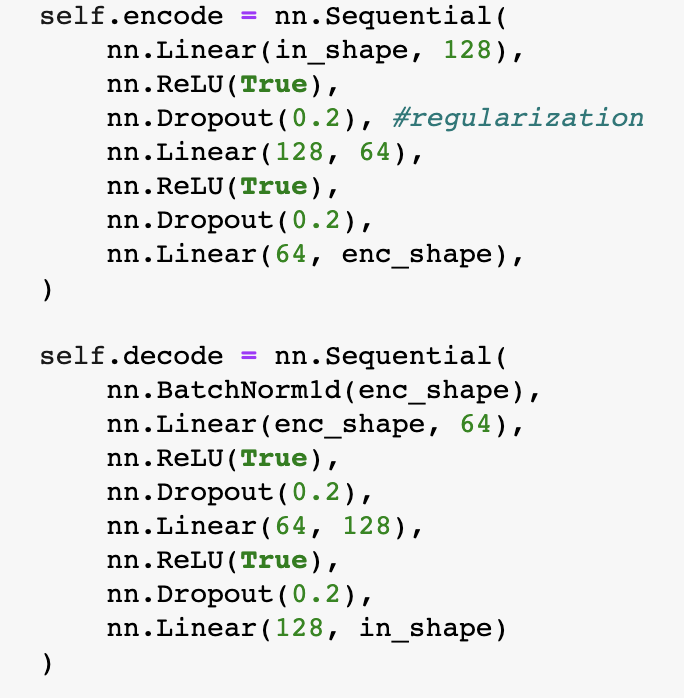 self.encode = nn.Sequential(
    nn.Linear(in_shape, 128),
    nn.ReLU(True),
    nn.Dropout(0.2), #regularization
    nn.Linear(128, 64),
    nn.ReLU(True),
    nn.Dropout(0.2),
    nn.Linear(64, enc_shape),
)

self.decode = nn.Sequential(
    nn.BatchNorm1d(enc_shape),
    nn.Linear(enc_shape, 64),
    nn.ReLU(True),
    nn.Dropout(0.2),
    nn.Linear(64, 128),
    nn.ReLU(True),
    nn.Dropout(0.2),
    nn.Linear(128, in_shape)
)